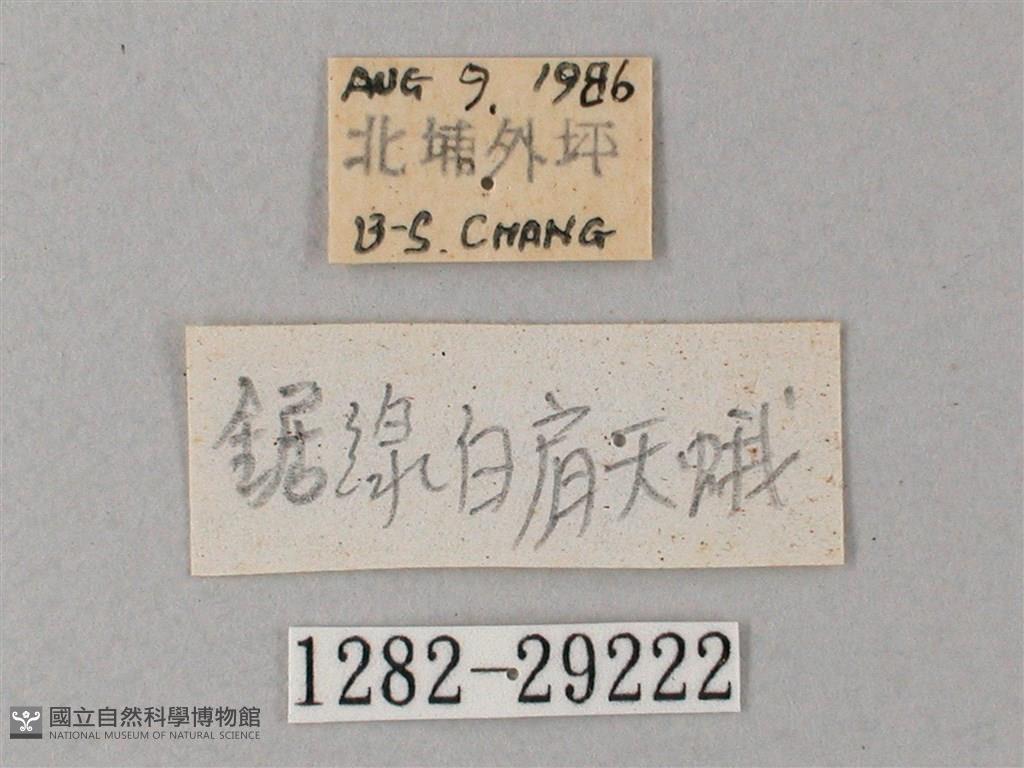 AUG 9. 1986
北埔外坪
B-S. CHANG
鋸線白肩天蛾
1282-29222
國立自然科學博物館
NATIONAL MUSEUM OF NATURAL SCIENCE